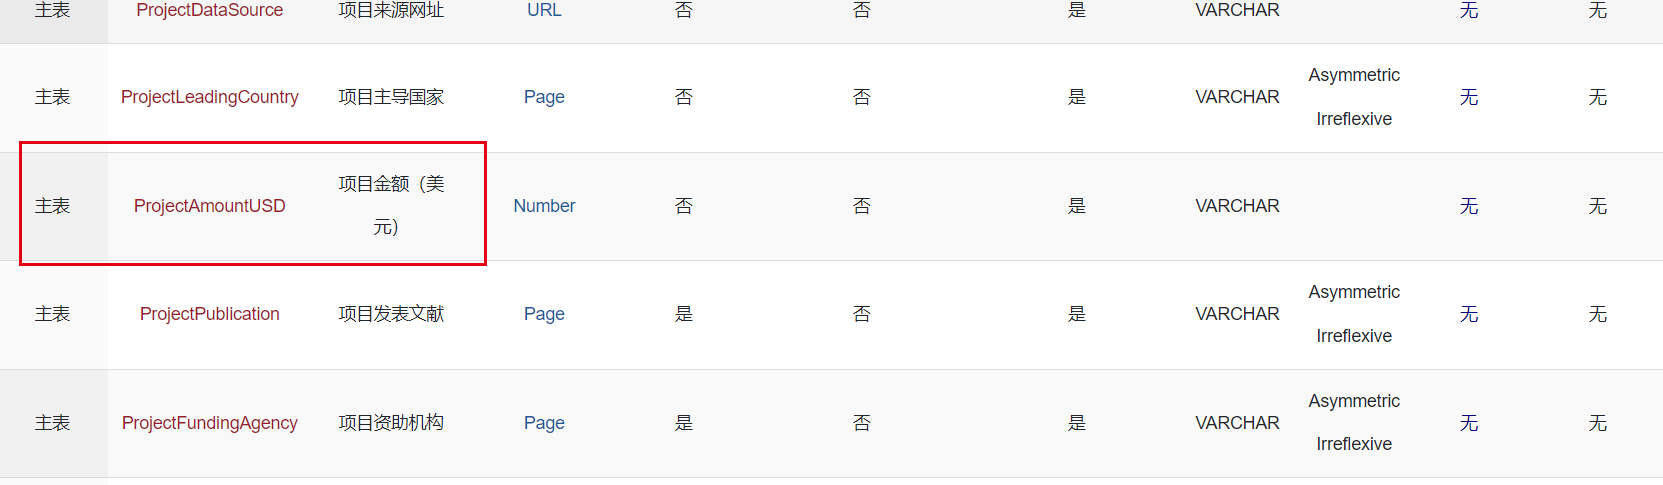 主表 ProjectDataSource 项目来源网址 URL 否 否 是 VARCHAR 无 无
主表 ProjectLeadingCountry 项目主导国家 Page 否 否 是 VARCHAR Asymmetric Irreflexive 无 无
主表 ProjectAmountUSD 项目金额（美元） Number 否 否 是 VARCHAR 无 无
主表 ProjectPublication 项目发表文献 Page 是 否 是 VARCHAR Asymmetric Irreflexive 无 无
主表 ProjectFundingAgency 项目资助机构 Page 是 否 是 VARCHAR Asymmetric Irreflexive 无 无